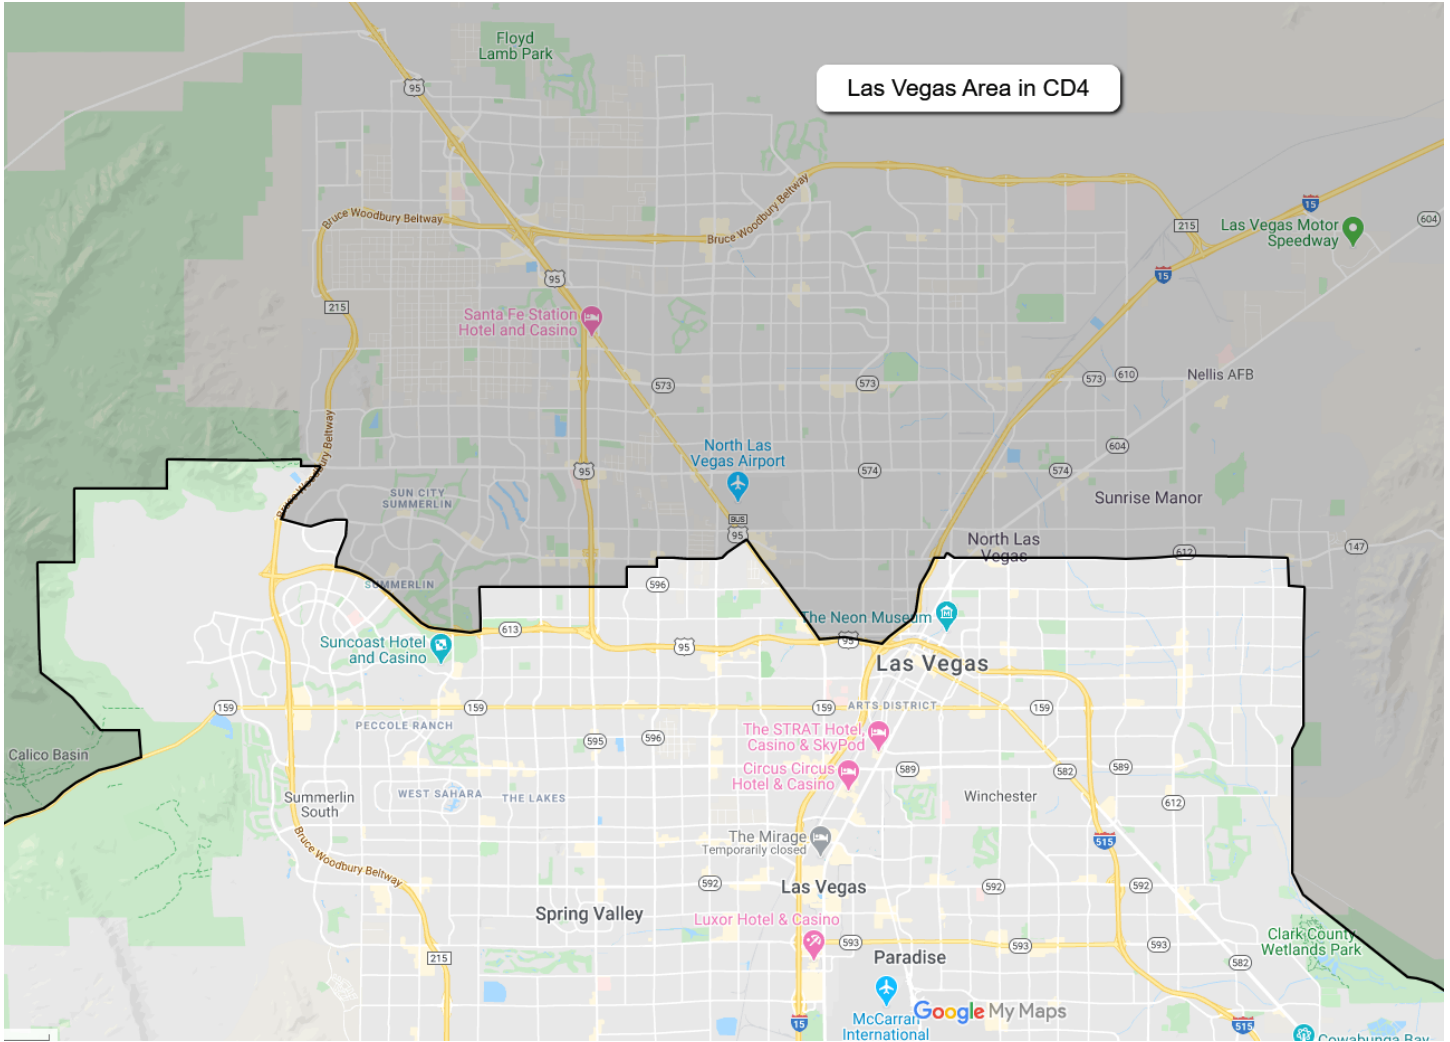 Floyd
Lamb Park
Las Vegas Area in CD4
95
Bruce Woodbury Beltway
Bruce Woodbury Beltway
15
604
215
Las Vegas Motor
Speedway
95
15
215
Santa Fe Station
Hotel and Casino
573
573
573
610
Nellis AFB
Bruce Woodbury Beltway
604
North Las
Vegas Airport
95
574
574
SUN CITY
SUMMERLIN
Sunrise Manor
BUS
95
North Las
Vegas
612
147
SUMMERLIN
596
The Neon Museum
613
95
95
Suncoast Hotel
and Casino
Las Vegas
159
159
159
159
ARTS DISTRICT
PECCOLE RANCH
The STRAT Hotel,
Casino & SkyPod
595
596
Calico Basin
Circus Circus
Hotel & Casino
589
582
589
Summerlin
South
WEST SAHARA
THE LAKES
Winchester
612
The Mirage
Temporarily closed
515
Bruce Woodbury Beltway
592
Las Vegas
592
592
Spring Valley
Luxor Hotel & Casino
593
593
593
Clark County
Wetlands Park
215
Paradise
582
Google My Maps
McCarran
International
15
515
Cowabunga Bay